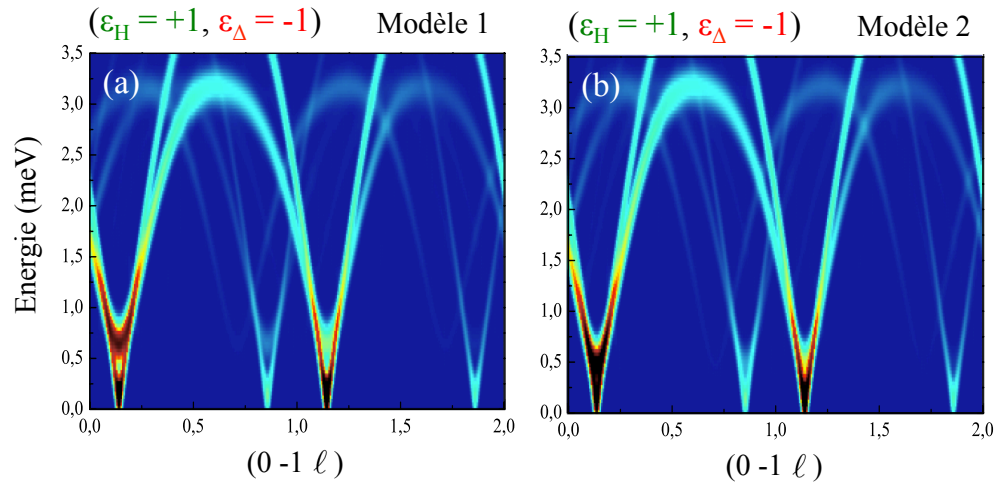 (εH = +1, εΔ = -1) Modèle 1
(εH = +1, εΔ = -1) Modèle 2
(a)
(b)
Energie (meV)
3,5
3,0
2,5
2,0
1,5
1,0
0,5
0,0
3,5
3,0
2,5
2,0
1,5
1,0
0,5
0,0
0,0 0,5 1,0 1,5 2,0
0,0 0,5 1,0 1,5 2,0
(0 -1 ℓ )
(0 -1 ℓ )